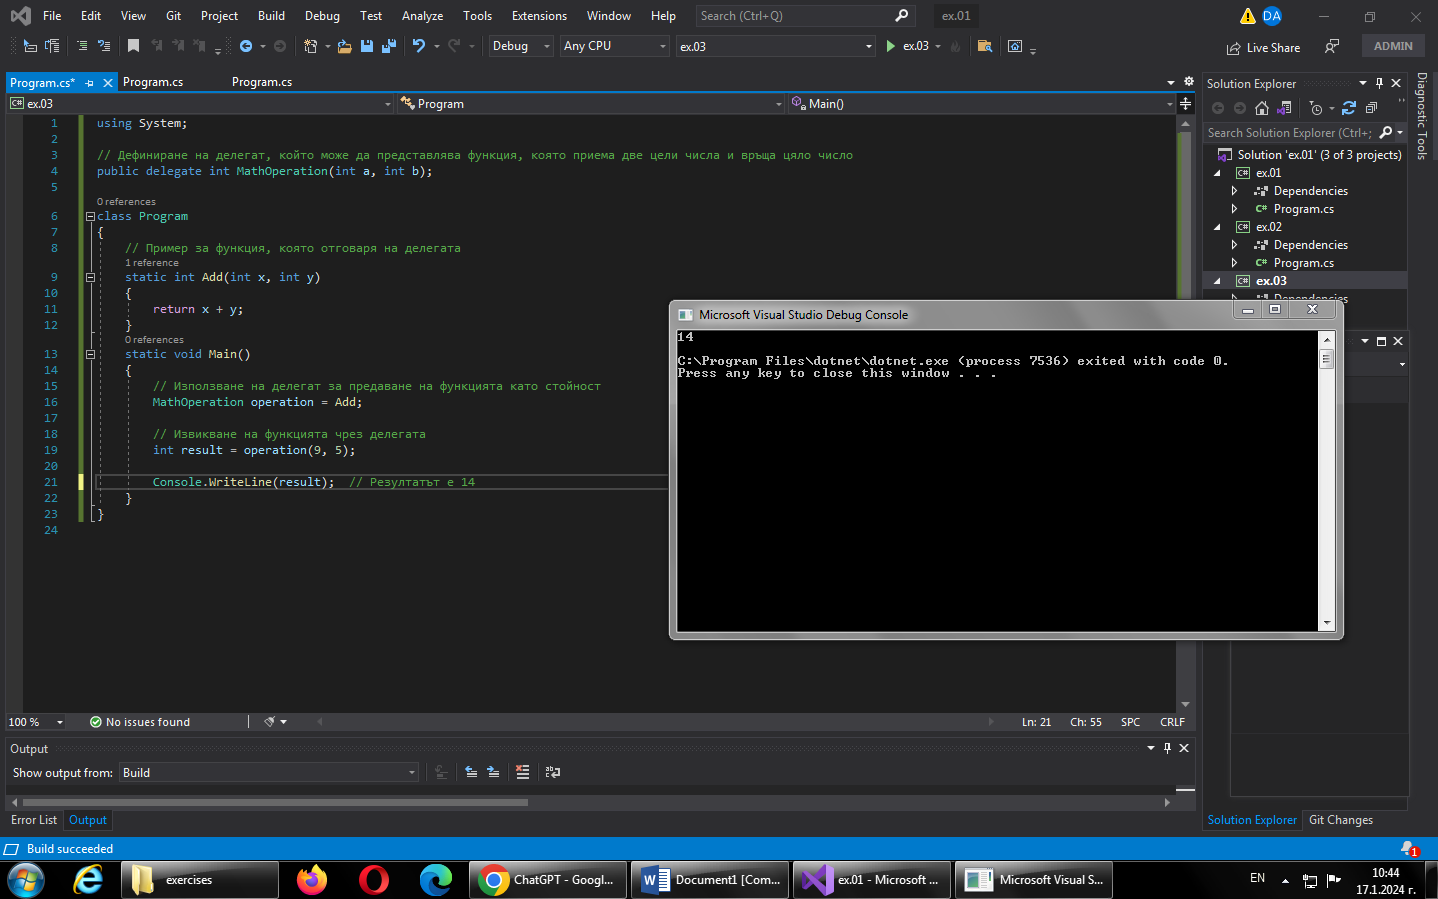 File Edit View Git Project Build Debug Test Analyze Tools Extensions Window Help Search (Ctrl+Q) ex.01 DA
Debug Any CPU ex.03 ex.03 Live Share ADMIN
Program.cs* Program.cs Program.cs
ex.03 Program Main()
1 using System;
2
3 // Дефиниране на делегат, който може да представлява функция, която приема две цели числа и връща цяло число
4 public delegate int MathOperation(int a, int b);
5
0 references
6 class Program
7 {
8 // Пример за функция, която отговаря на делегата
1 reference
9 static int Add(int x, int y)
10 {
11 return x + y;
12 }
0 references
13 static void Main()
14 {
15 // Използване на делегат за предаване на функцията като стойност
16 MathOperation operation = Add;
17
18 // Извикване на функцията чрез делегата
19 int result = operation(9, 5);
20
21 Console.WriteLine(result); // Резултатът е 14
22 }
23 }
24
Microsoft Visual Studio Debug Console
14
C:\Program Files\dotnet\dotnet.exe (process 7536) exited with code 0.
Press any key to close this window . . .
Solution Explorer
Search Solution Explorer (Ctrl+;
Solution 'ex.01' (3 of 3 projects)
C# ex.01
Dependencies
C# Program.cs
C# ex.02
Dependencies
C# Program.cs
C# ex.03
Dependencies
Diagnostic Tools
100 % No issues found Ln: 21 Ch: 55 SPC CRLF
Output
Show output from: Build
Error List Output
Solution Explorer Git Changes
Build succeeded 1
exercises ChatGPT - Googl... Document1 [Com... ex.01 - Microsoft ... Microsoft Visual S... EN 10:44
17.1.2024 г.